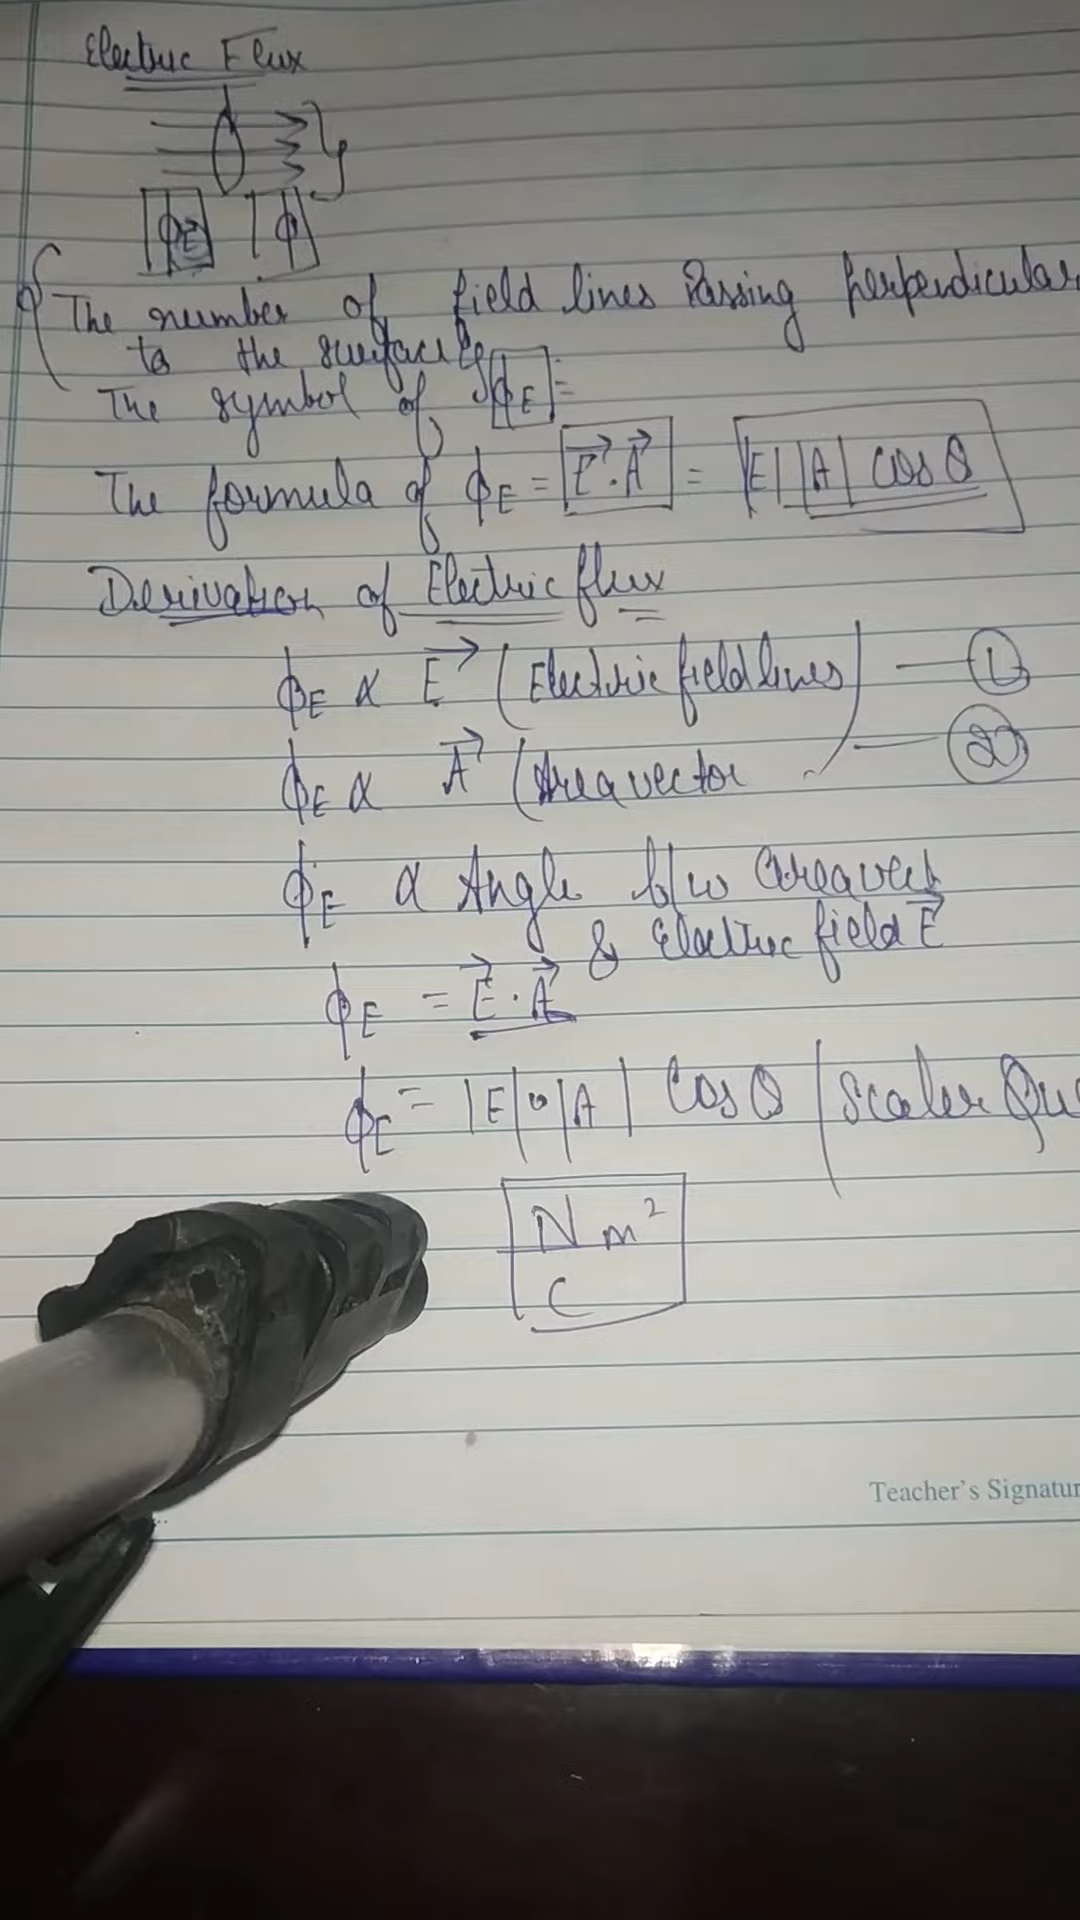 Electric Flux
ϕE ϕ
The number of field lines Passing perpendicular
to the surface
The symbol of ϕE =
The formula of ϕE = E⃗.A⃗ = |E||A| cos θ
Derivation of Electric flux
ϕE α E⃗ (Electric field lines) — 1
ϕE α A⃗ (Area vector — 2
ϕE α Angle b/w area vect
& Electric field E⃗
ϕE = E⃗.A⃗
ϕE = |E|.|A| Cos θ / Scaler Qu
N m²
C
Teacher's Signatur